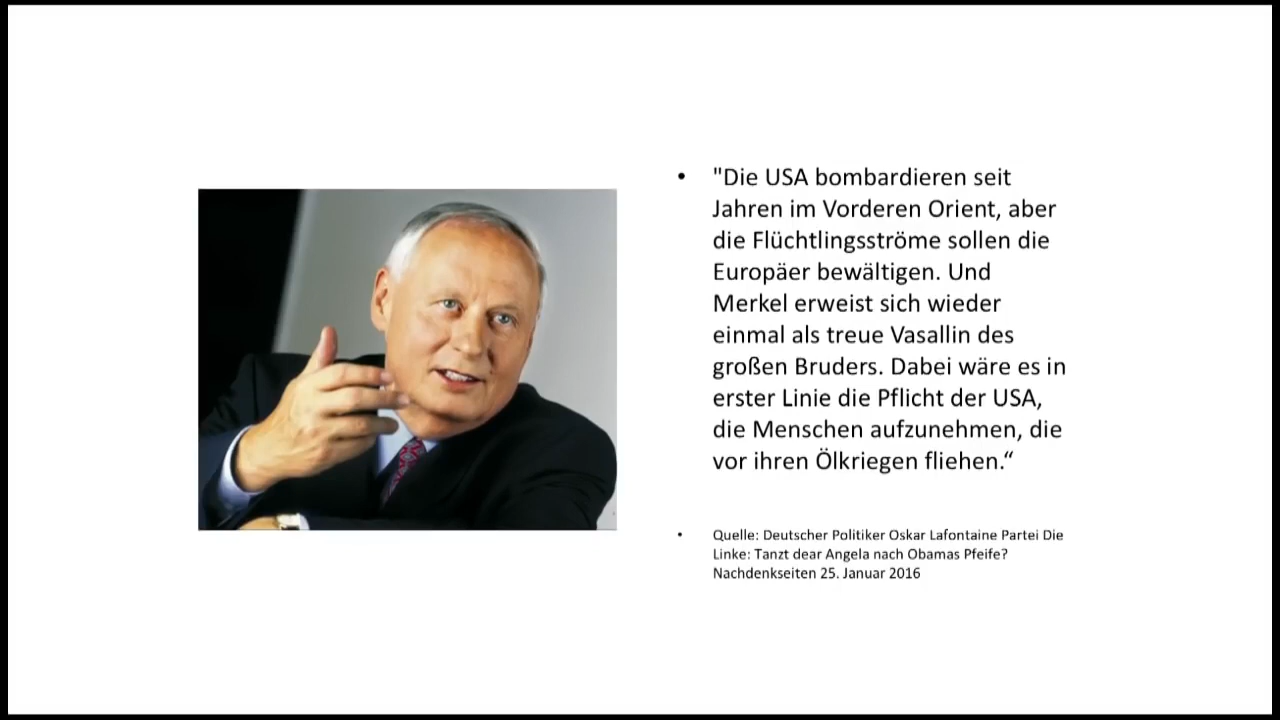 • "Die USA bombardieren seit
Jahren im Vorderen Orient, aber
die Flüchtlingsströme sollen die
Europäer bewältigen. Und
Merkel erweist sich wieder
einmal als treue Vasallin des
großen Bruders. Dabei wäre es in
erster Linie die Pflicht der USA,
die Menschen aufzunehmen, die
vor ihren Ölkriegen fliehen.“
• Quelle: Deutscher Politiker Oskar Lafontaine Partei Die
Linke: Tanzt dear Angela nach Obamas Pfeife?
Nachdenkseiten 25. Januar 2016